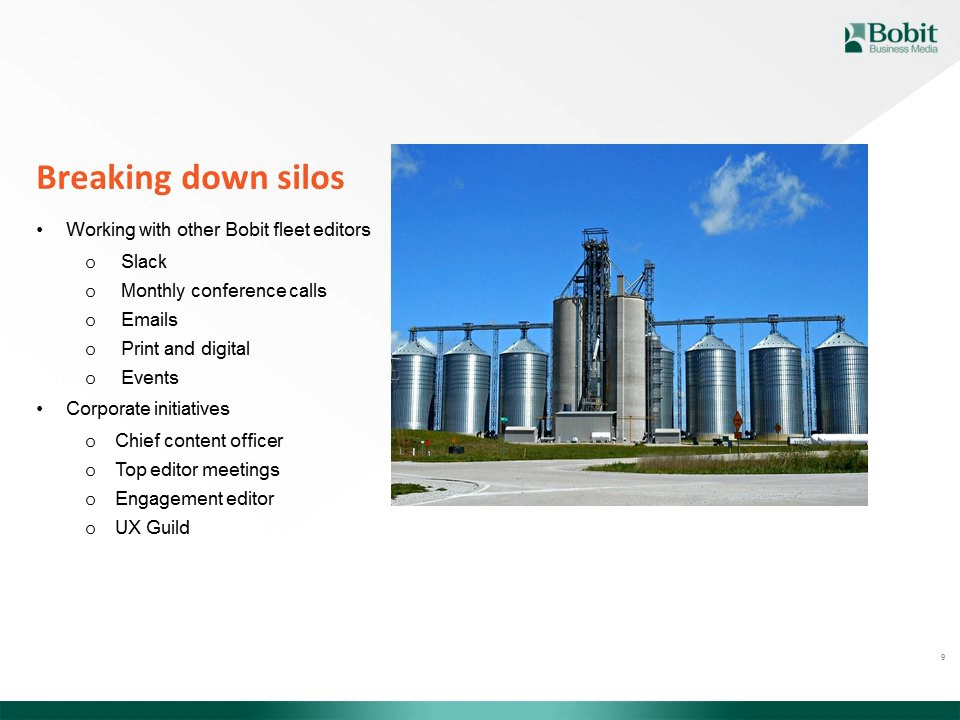 Bobit
Business Media
Breaking down silos
• Working with other Bobit fleet editors
o Slack
o Monthly conference calls
o Emails
o Print and digital
o Events
• Corporate initiatives
o Chief content officer
o Top editor meetings
o Engagement editor
o UX Guild
9